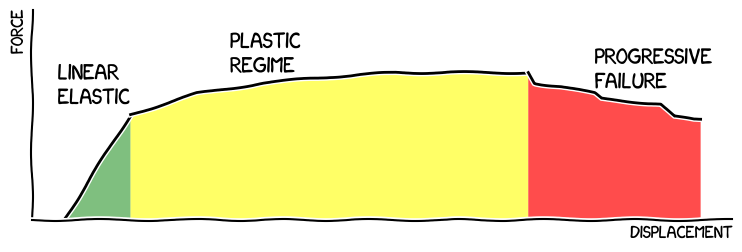 FORCE
LINEAR
ELASTIC
PLASTIC
REGIME
PROGRESSIVE
FAILURE
DISPLACEMENT